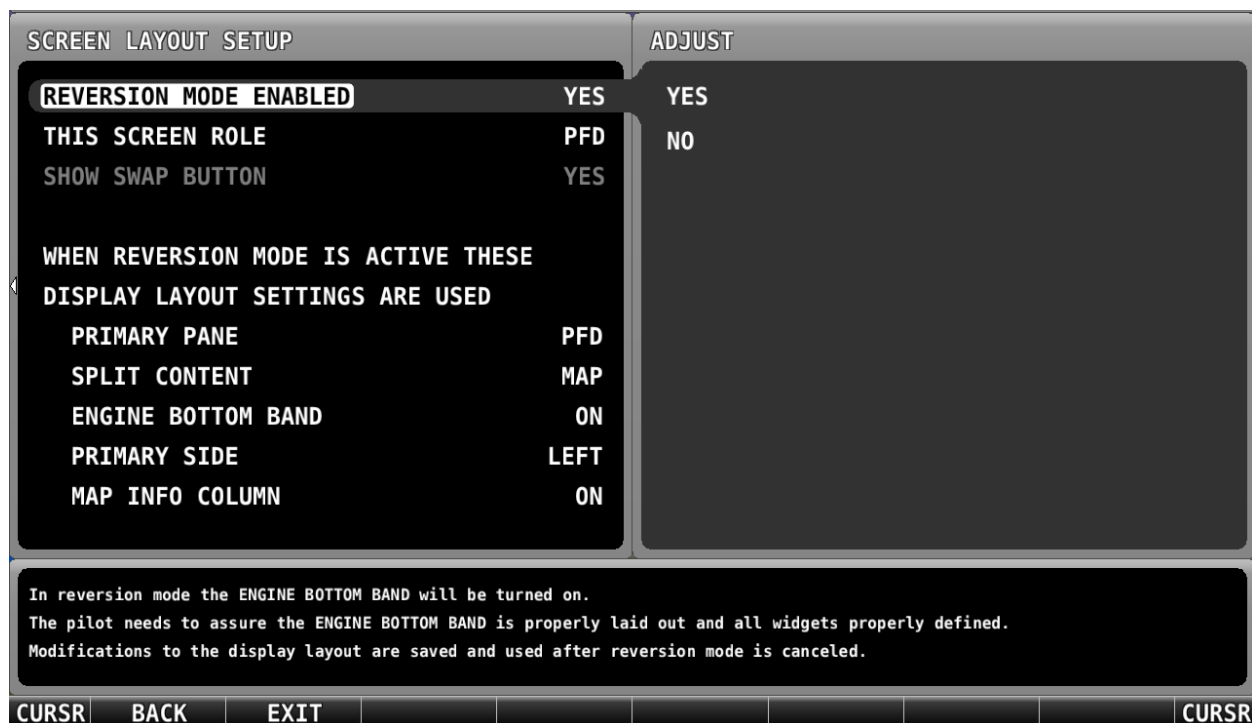 SCREEN LAYOUT SETUP
REVERSION MODE ENABLED YES
THIS SCREEN ROLE PFD
SHOW SWAP BUTTON YES
WHEN REVERSION MODE IS ACTIVE THESE
DISPLAY LAYOUT SETTINGS ARE USED
PRIMARY PANE PFD
SPLIT CONTENT MAP
ENGINE BOTTOM BAND ON
PRIMARY SIDE LEFT
MAP INFO COLUMN ON
ADJUST
YES
NO
In reversion mode the ENGINE BOTTOM BAND will be turned on.
The pilot needs to assure the ENGINE BOTTOM BAND is properly laid out and all widgets properly defined.
Modifications to the display layout are saved and used after reversion mode is canceled.
CURSR BACK EXIT CURSR